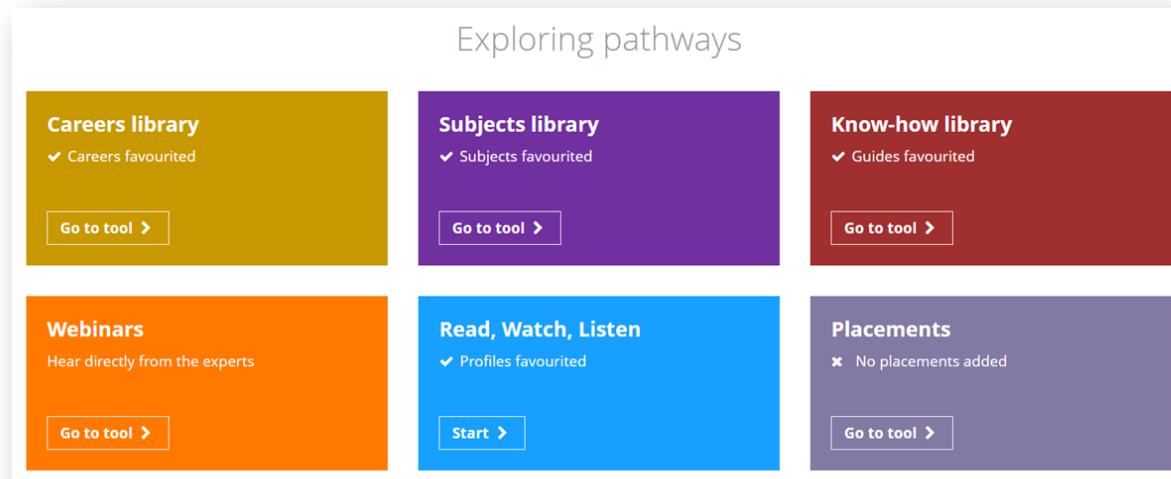 Exploring pathways
Careers library
✔ Careers favourited
Go to tool ❯
Subjects library
✔ Subjects favourited
Go to tool ❯
Know-how library
✔ Guides favourited
Go to tool ❯
Webinars
Hear directly from the experts
Go to tool ❯
Read, Watch, Listen
✔ Profiles favourited
Start ❯
Placements
✖ No placements added
Go to tool ❯